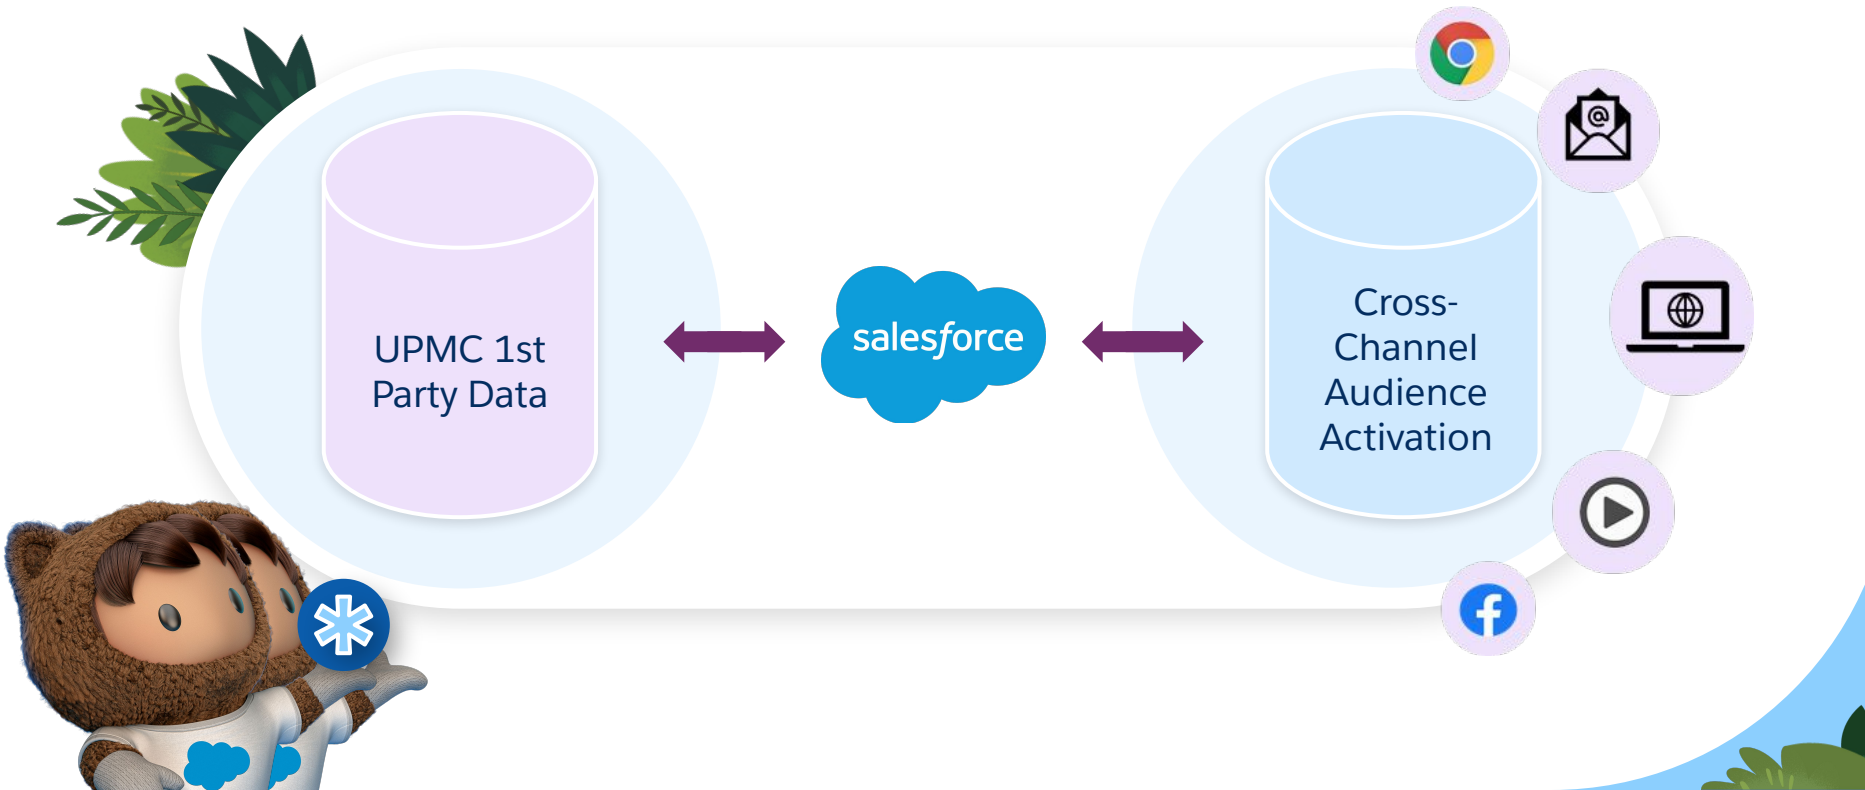 UPMC 1st
Party Data
salesforce
Cross-
Channel
Audience
Activation